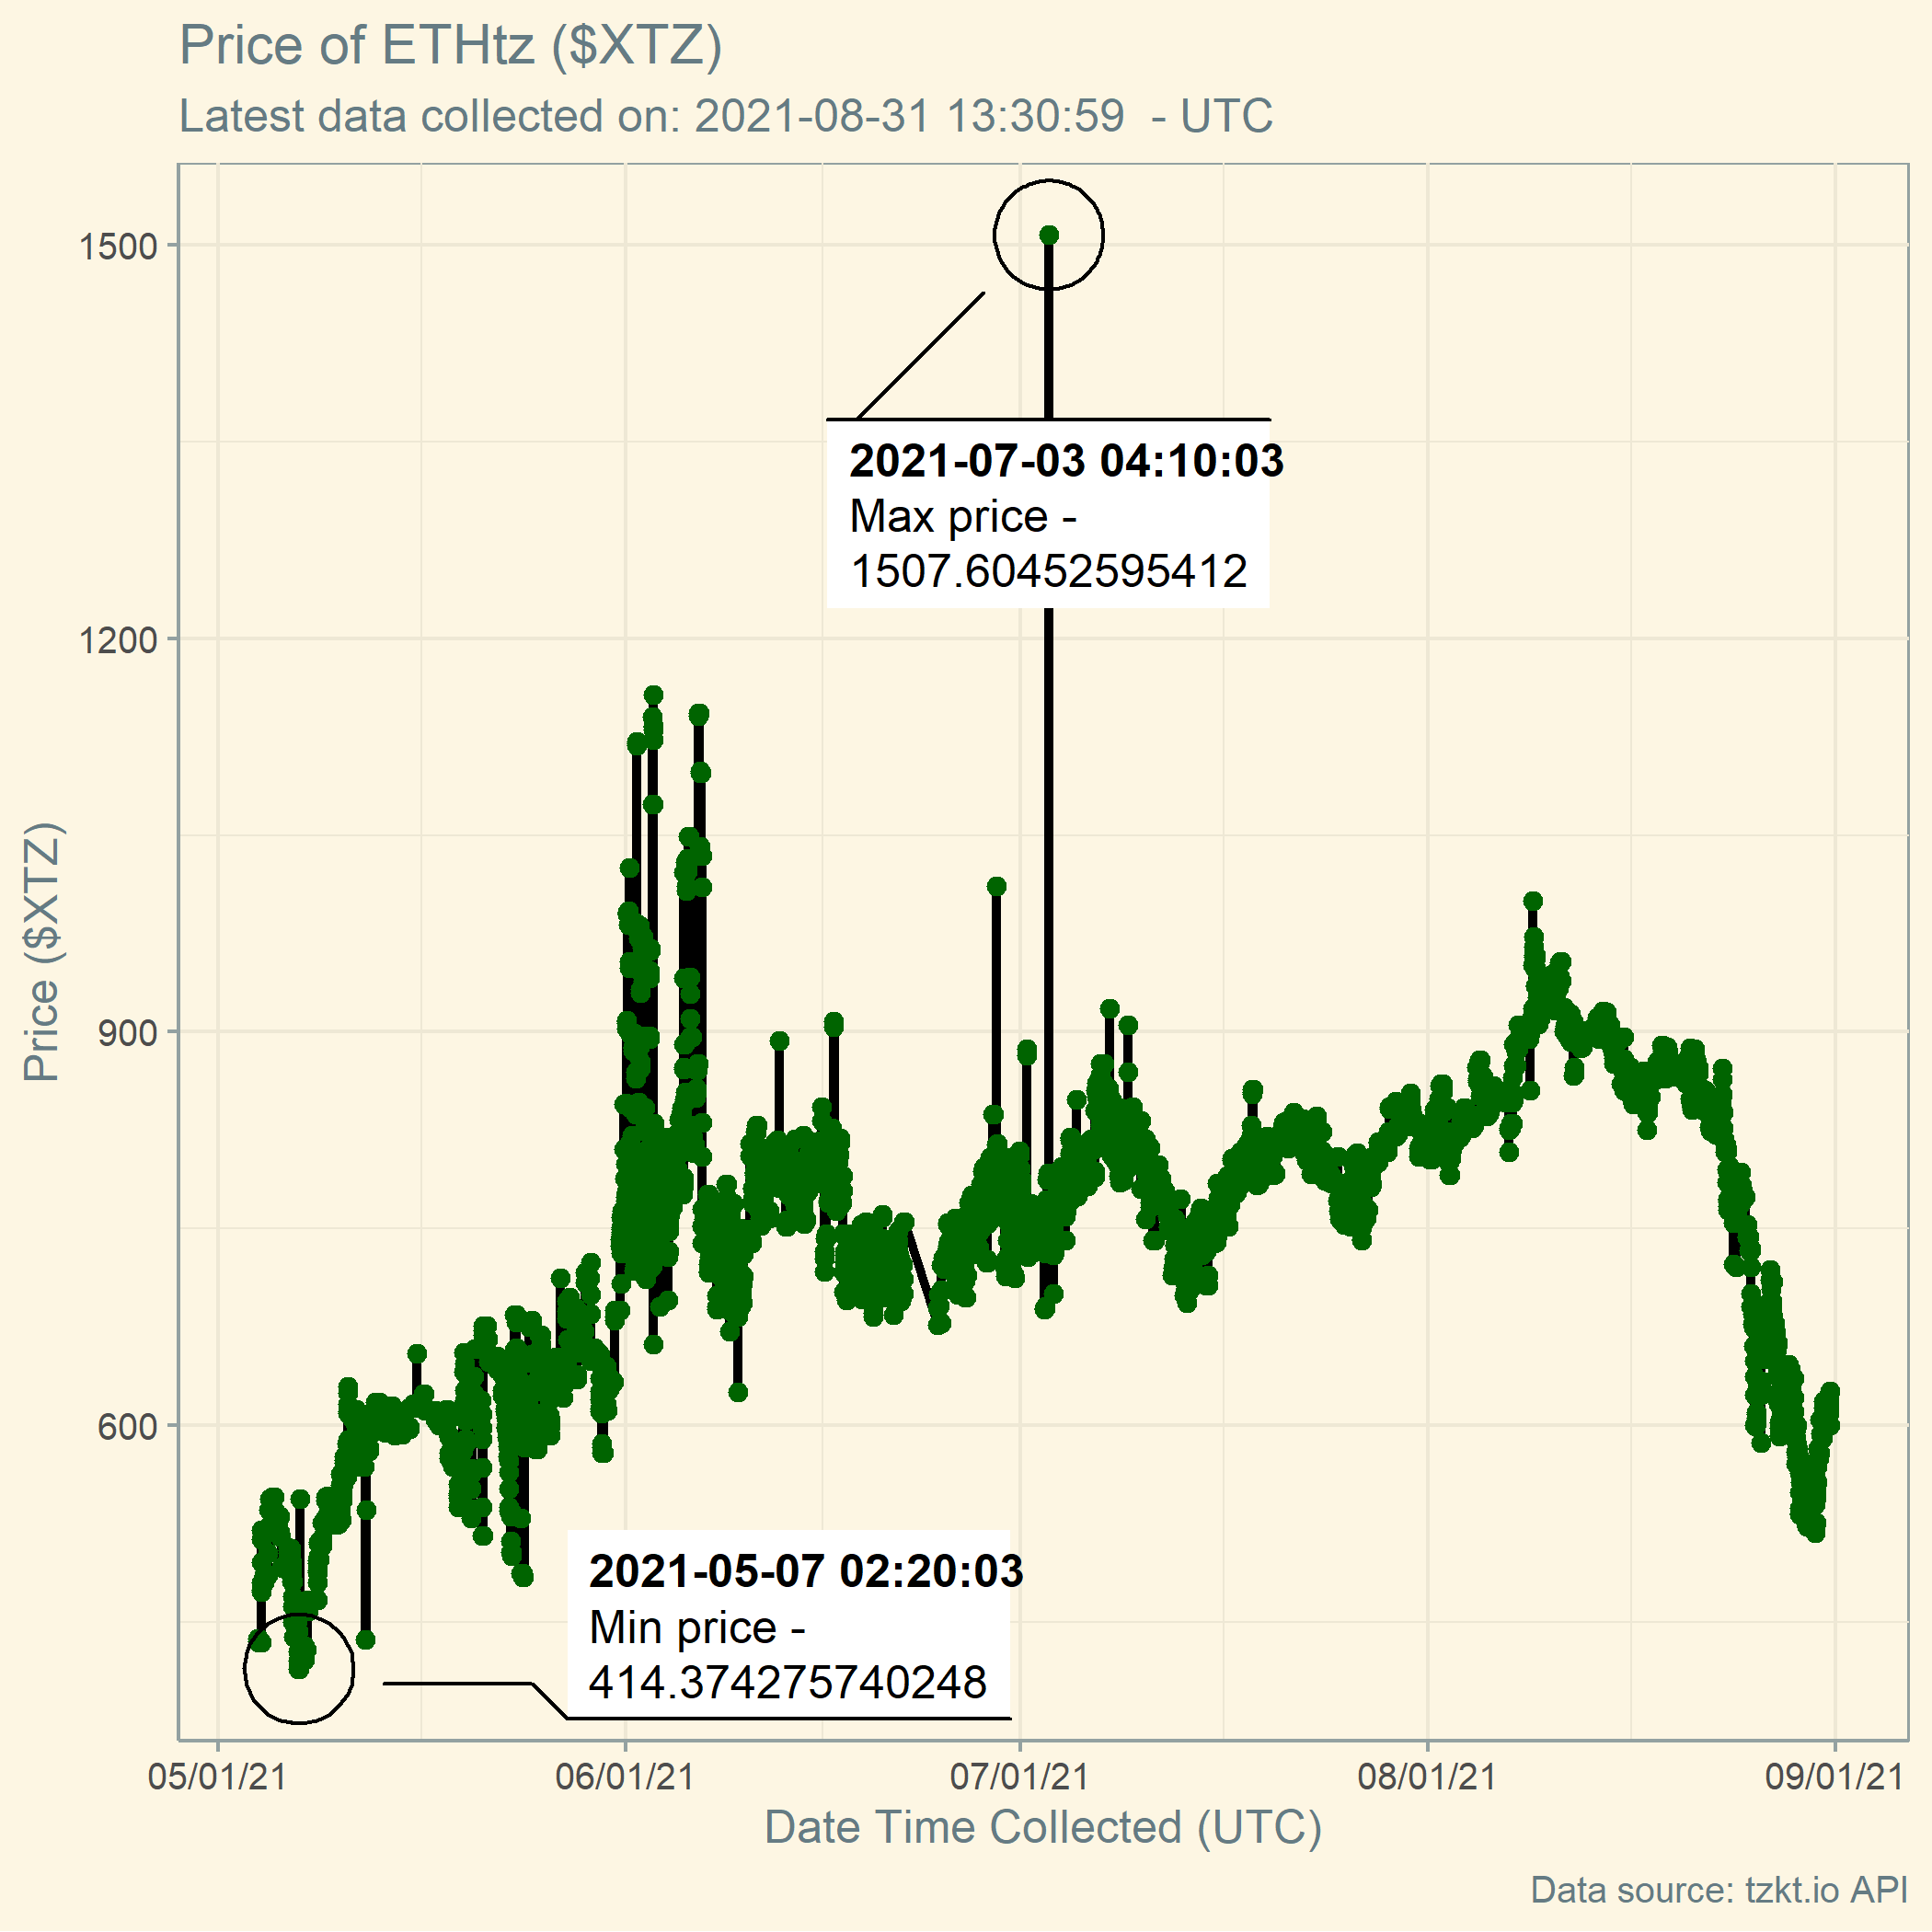 Price of ETHtz ($XTZ)
Latest data collected on: 2021-08-31 13:30:59  - UTC
1500
1200
900
600
Price ($XTZ)
2021-07-03 04:10:03
Max price -
1507.60452595412
2021-05-07 02:20:03
Min price -
414.374275740248
05/01/21
06/01/21
07/01/21
08/01/21
09/01/21
Date Time Collected (UTC)
Data source: tzkt.io API